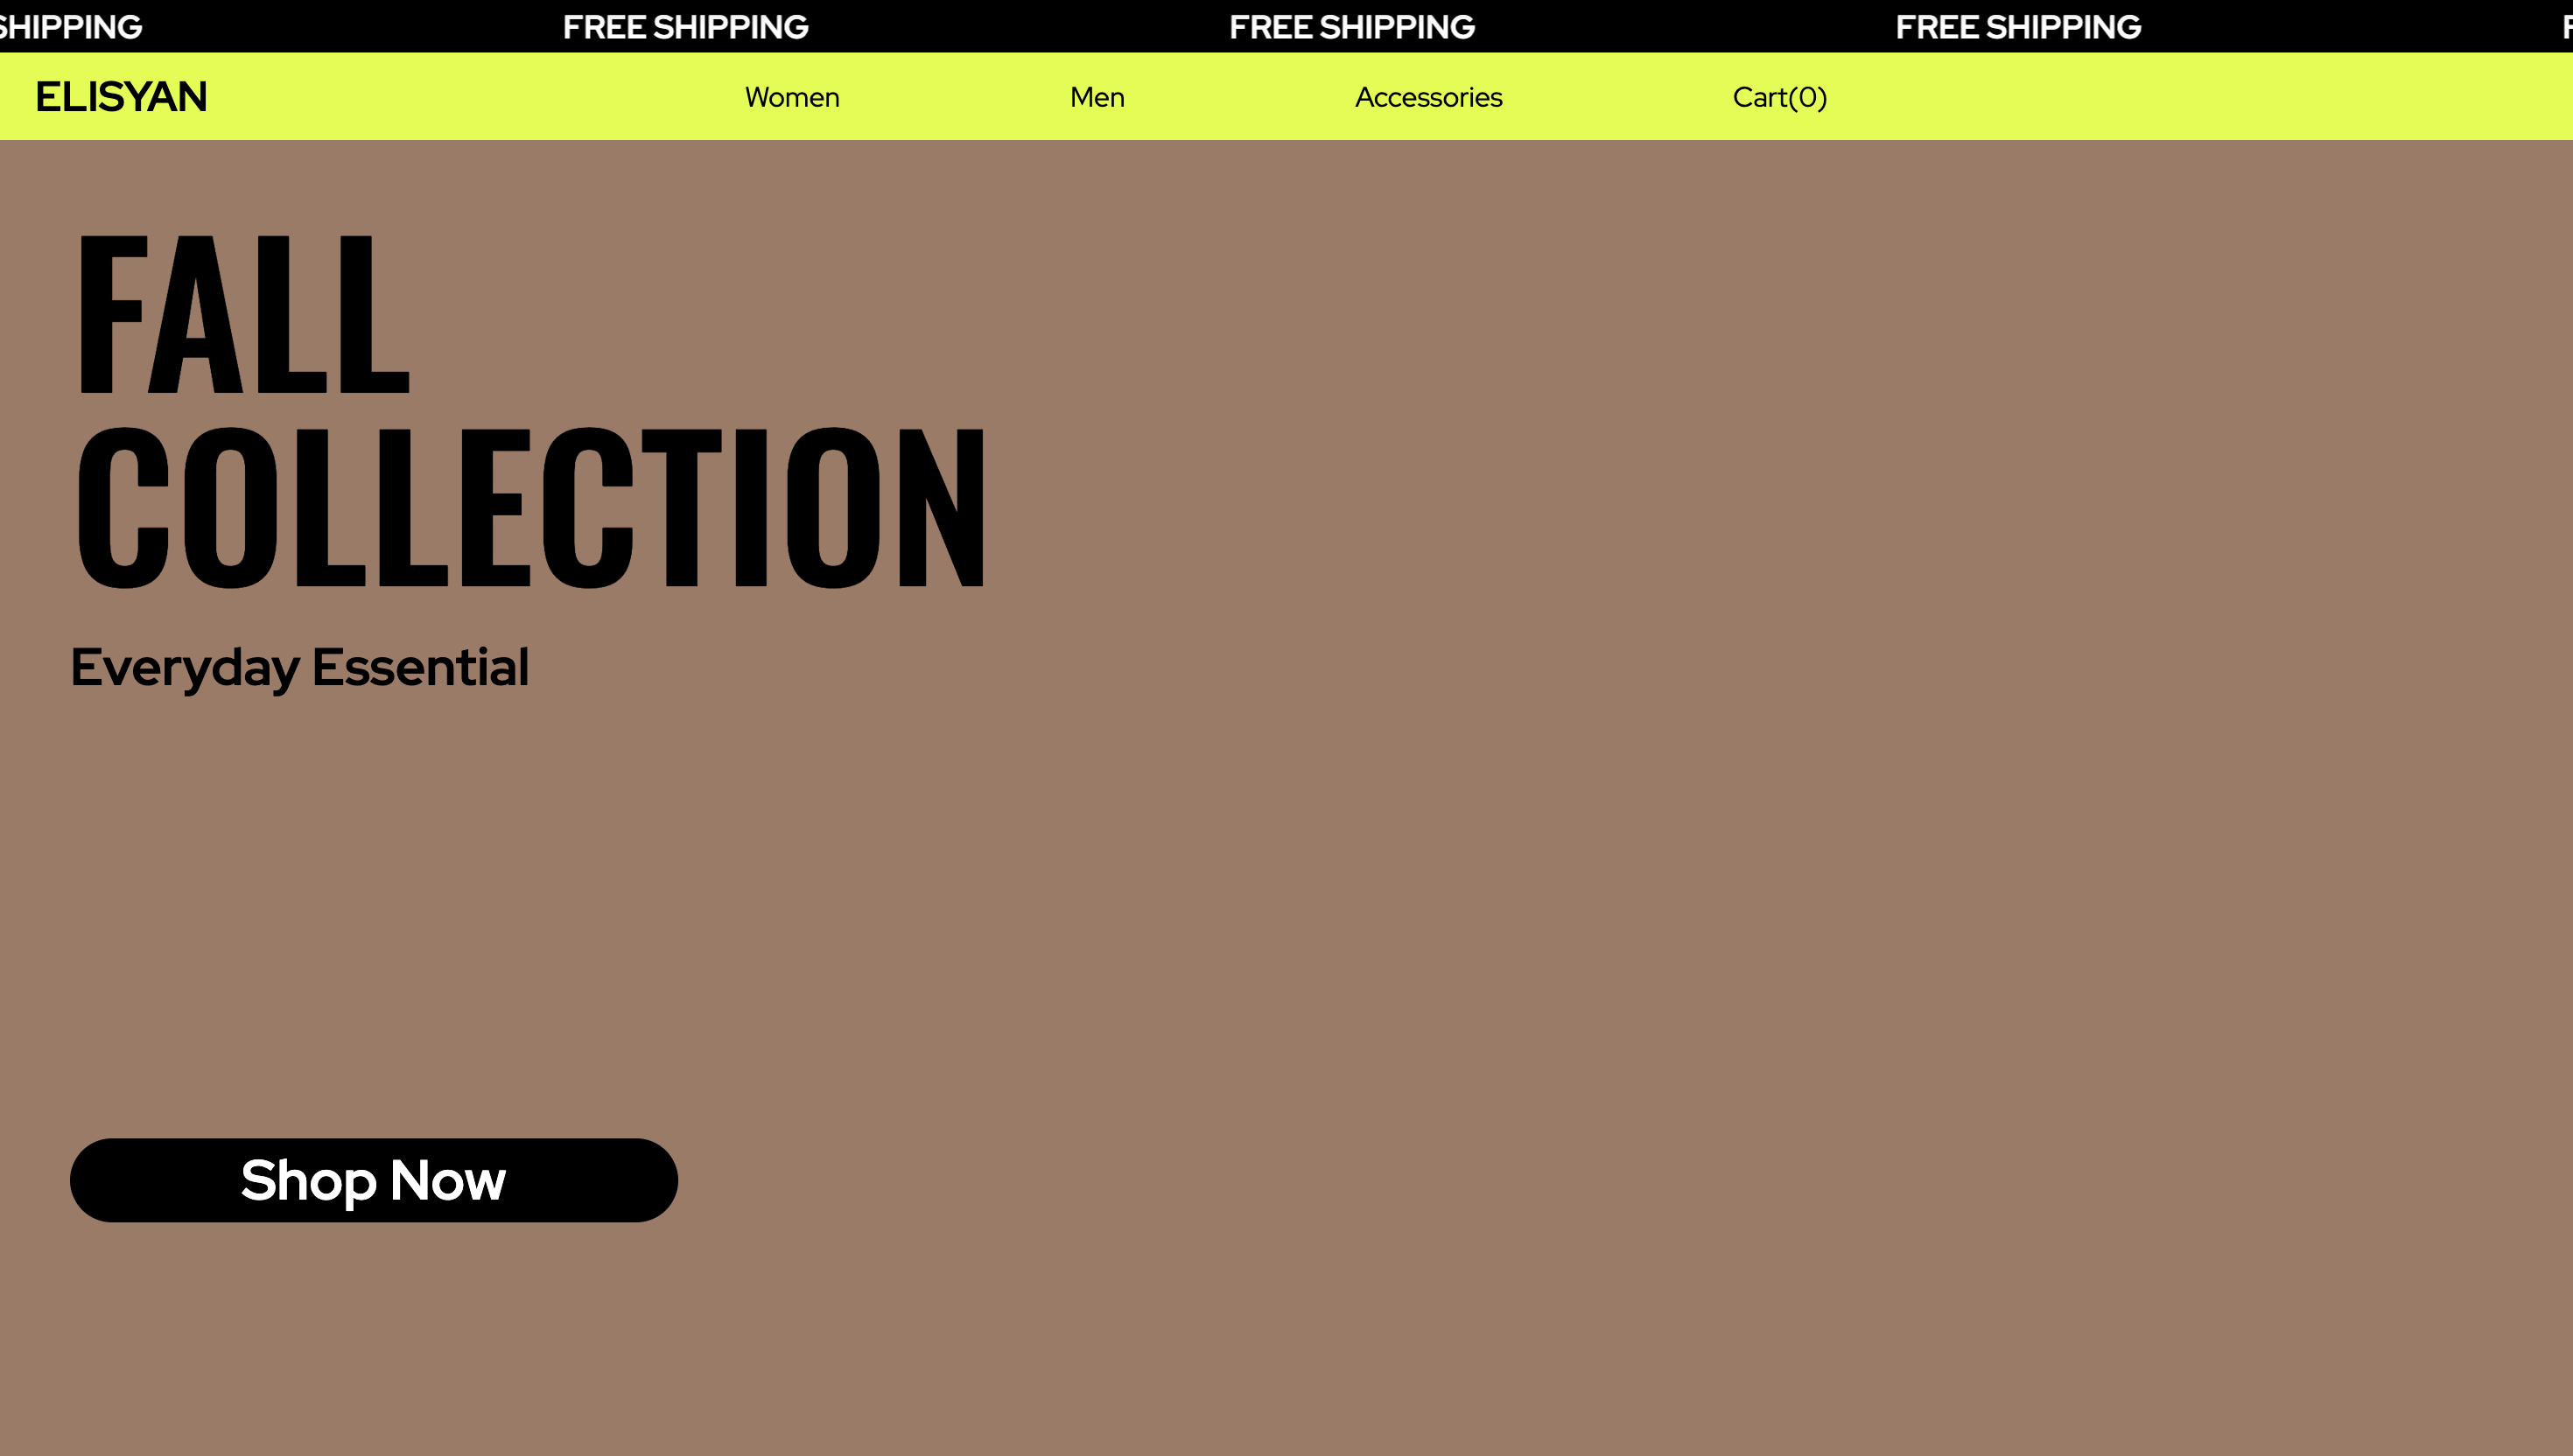 SHIPPING FREE SHIPPING FREE SHIPPING FREE SHIPPING
ELISYAN Women Men Accessories Cart(0)
FALL
COLLECTION
Everyday Essential
Shop Now